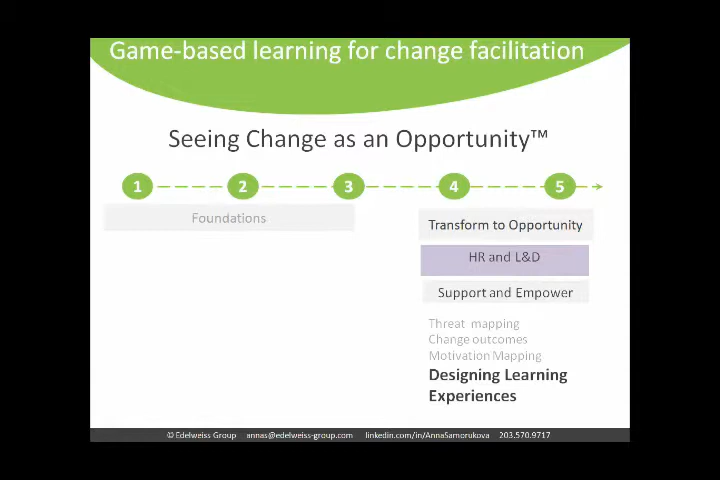 Game-based learning for change facilitation
Seeing Change as an Opportunity™
1 2 3 4 5
Foundations
Transform to Opportunity
HR and L&D
Support and Empower
Threat mapping
Change outcomes
Motivation Mapping
Designing Learning
Experiences
© Edelweiss Group annas@edelweiss-group.com linkedin.com/in/AnnaSamorukova 203.570.9717